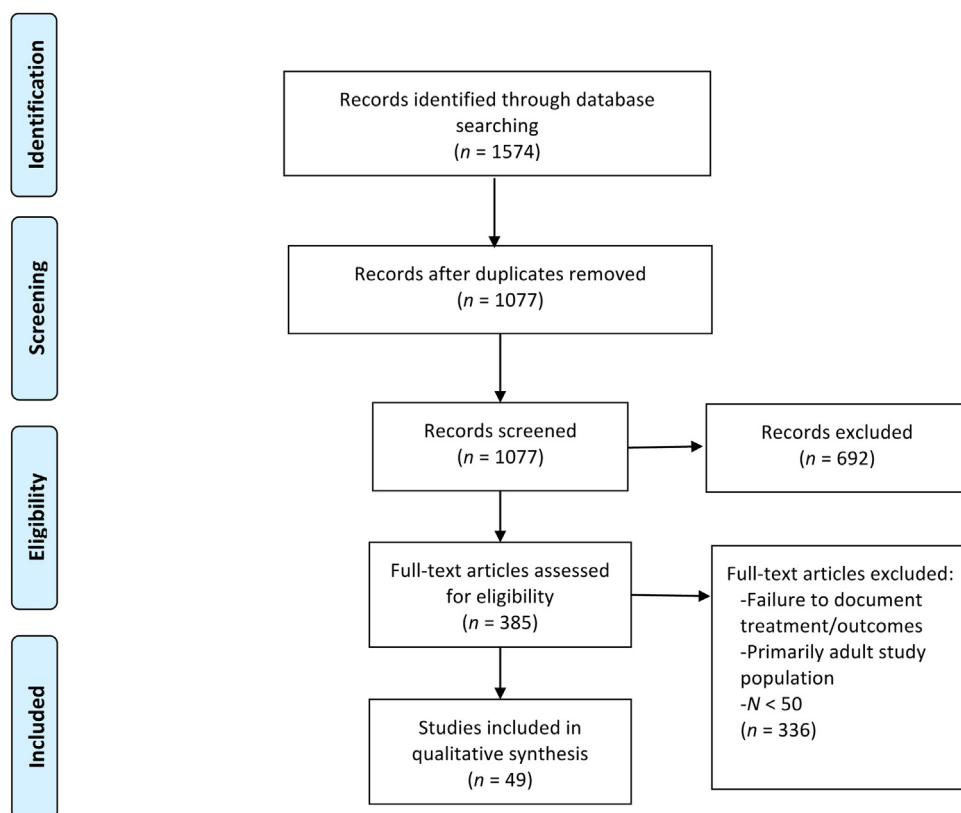 Identification
Records identified through database
searching
(n = 1574)
Screening
Records after duplicates removed
(n = 1077)
Records screened
(n = 1077)
Records excluded
(n = 692)
Eligibility
Full-text articles assessed
for eligibility
(n = 385)
Full-text articles excluded:
-Failure to document
treatment/outcomes
-Primarily adult study
population
-N < 50
(n = 336)
Included
Studies included in
qualitative synthesis
(n = 49)